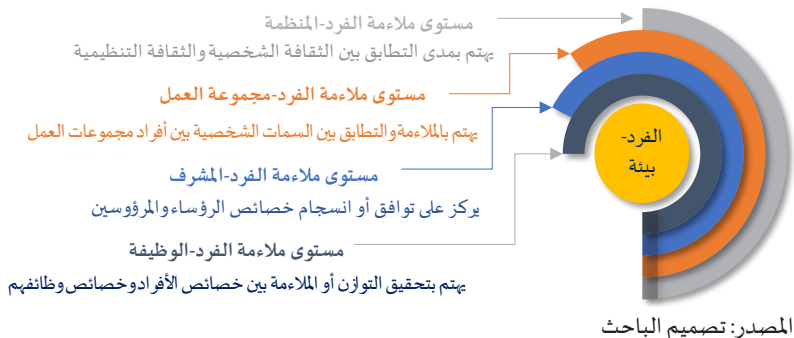 مستوى ملاءمة الفرد-المنظمة
يهتم بمدى التطابق بين الثقافة الشخصية والثقافة التنظيمية
مستوى ملاءمة الفرد-مجموعة العمل
يهتم بالملاءمة والتطابق بين السمات الشخصية بين أفراد مجموعات العمل
مستوى ملاءمة الفرد-المشرف
يركز على توافق أو انسجام خصائص الرؤساء والمرؤوسين
مستوى ملاءمة الفرد-الوظيفة
يهتم بتحقيق التوازن أو الملاءمة بين خصائص الأفراد وخصائص وظائفهم
الفرد-
بيئة
المصدر: تصميم الباحث